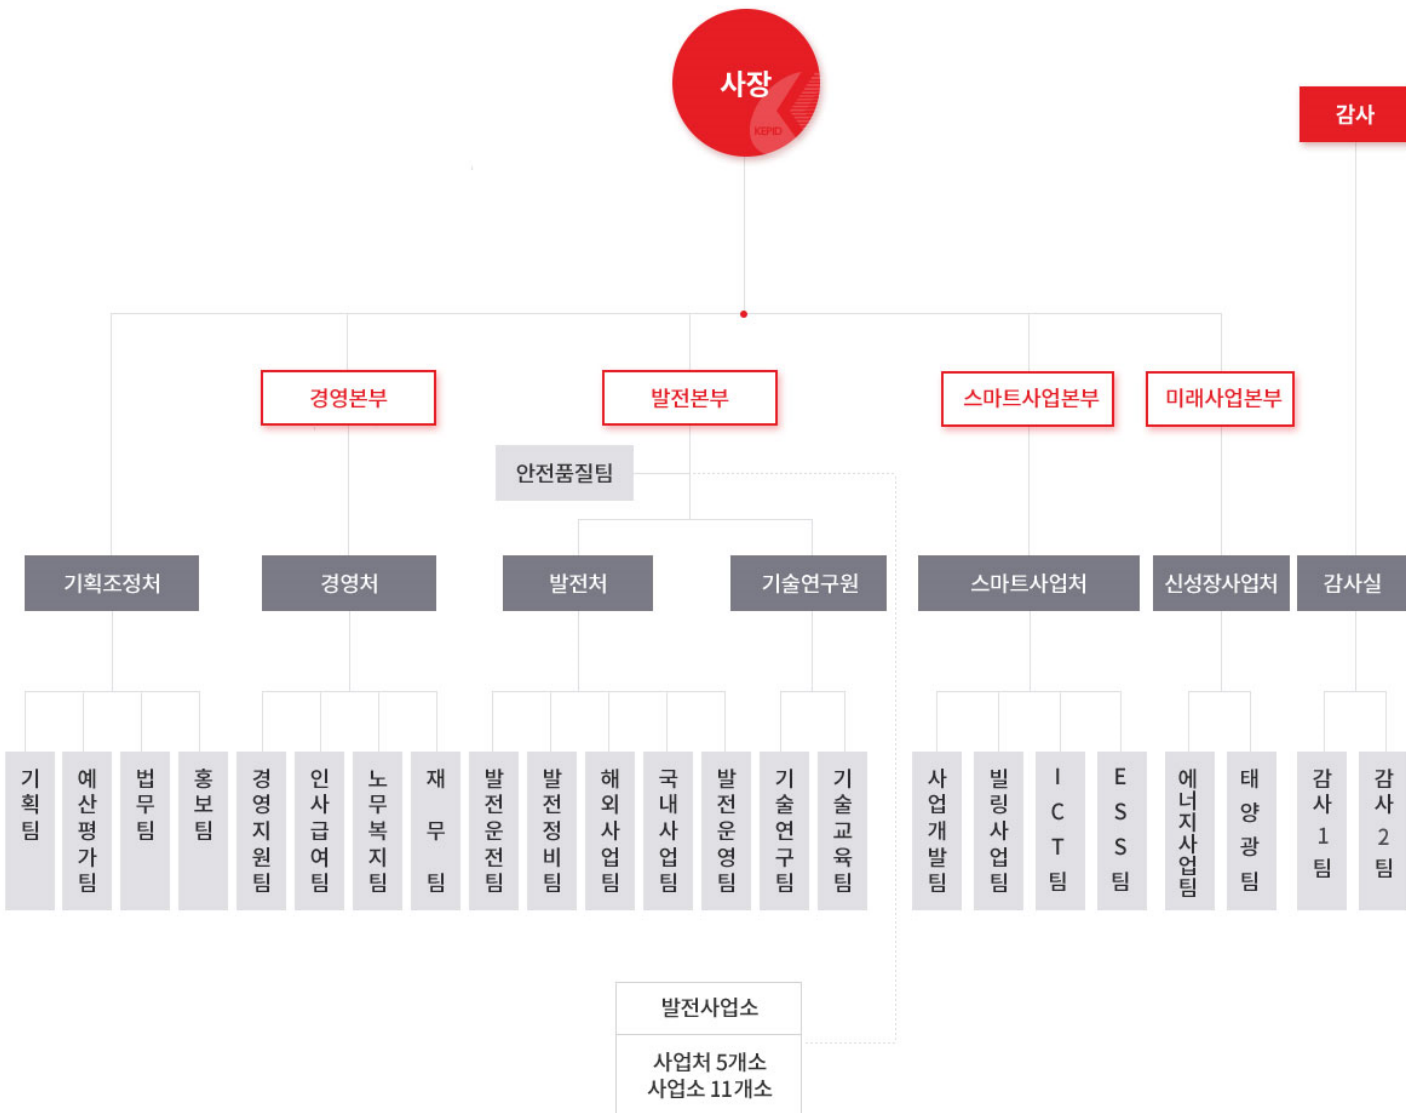 사장
KEPID
감사
경영본부
발전본부
스마트사업본부
미래사업본부
안전품질팀
기획조정처
경영처
발전처
기술연구원
스마트사업처
신성장사업처
감사실
기획팀
예산평가팀
법무팀
홍보팀
경영지원팀
인사급여팀
노무복지팀
재무팀
발전운전팀
발전정비팀
해외사업팀
국내사업팀
발전운영팀
기술연구팀
기술교육팀
사업개발팀
빌링사업팀
ICT팀
ESS팀
에너지사업팀
태양광팀
감사1팀
감사2팀
발전사업소
사업처 5개소
사업소 11개소